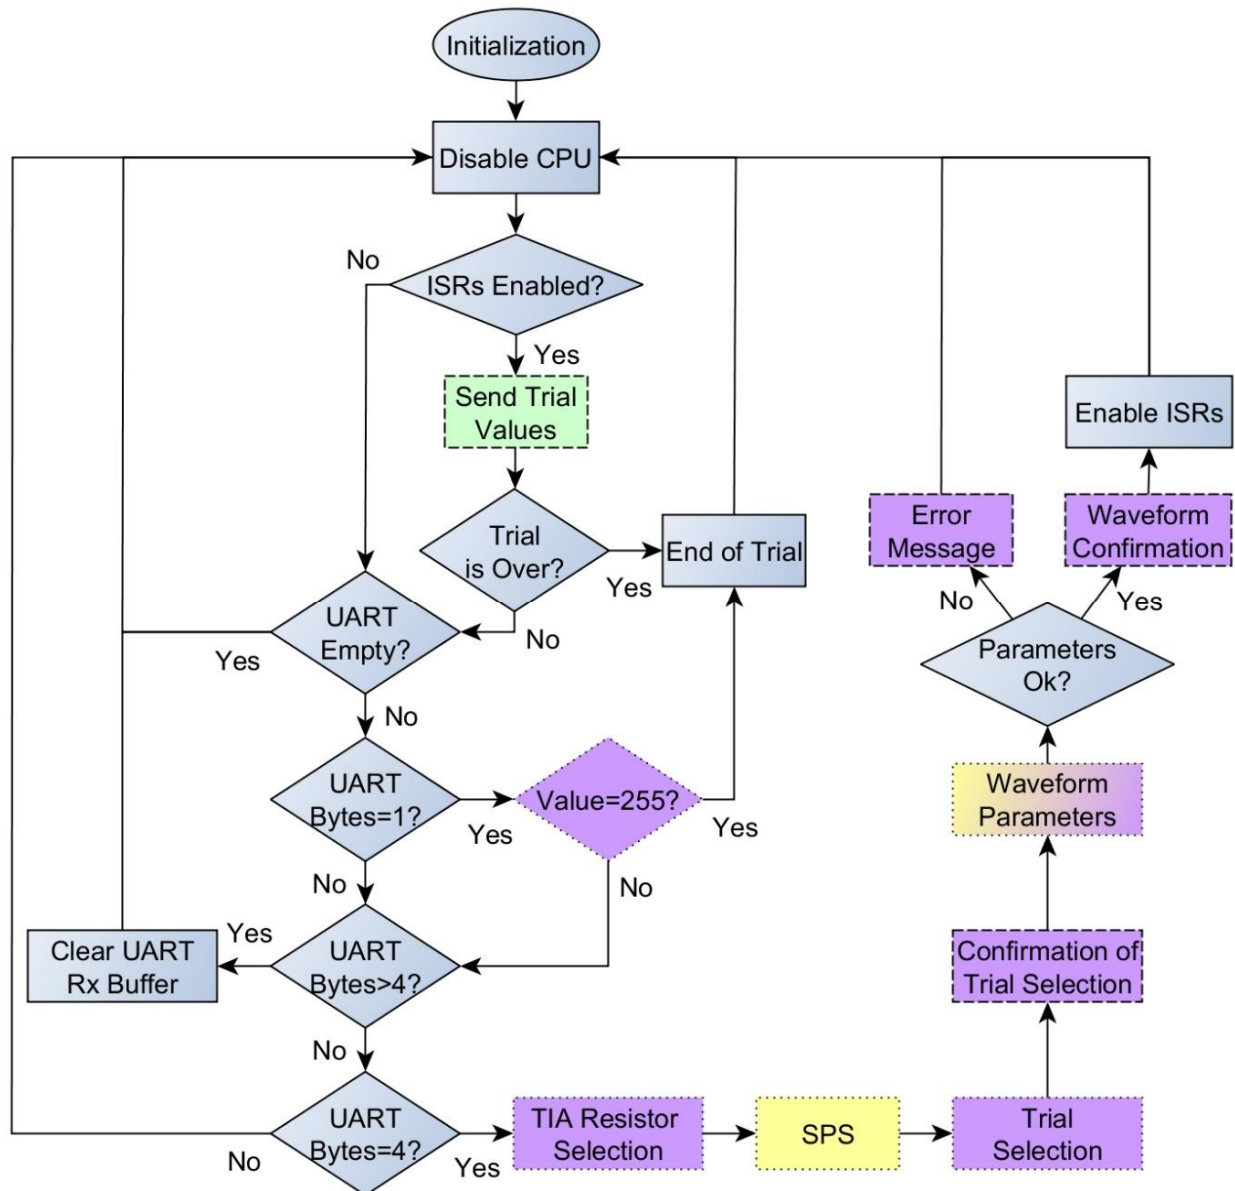 Initialization
Disable CPU
No
ISRs Enabled?
Yes
Send Trial
Values
Enable ISRs
Trial
is Over?
Yes
No
End of Trial
Error
Message
Waveform
Confirmation
No
Yes
UART
Empty?
Yes
No
Parameters
Ok?
UART
Bytes=1?
Yes
No
Value=255?
Yes
No
Waveform
Parameters
Clear UART
Rx Buffer
Yes
UART
Bytes>4?
No
Confirmation of
Trial Selection
UART
Bytes=4?
No
Yes
TIA Resistor
Selection
SPS
Trial
Selection